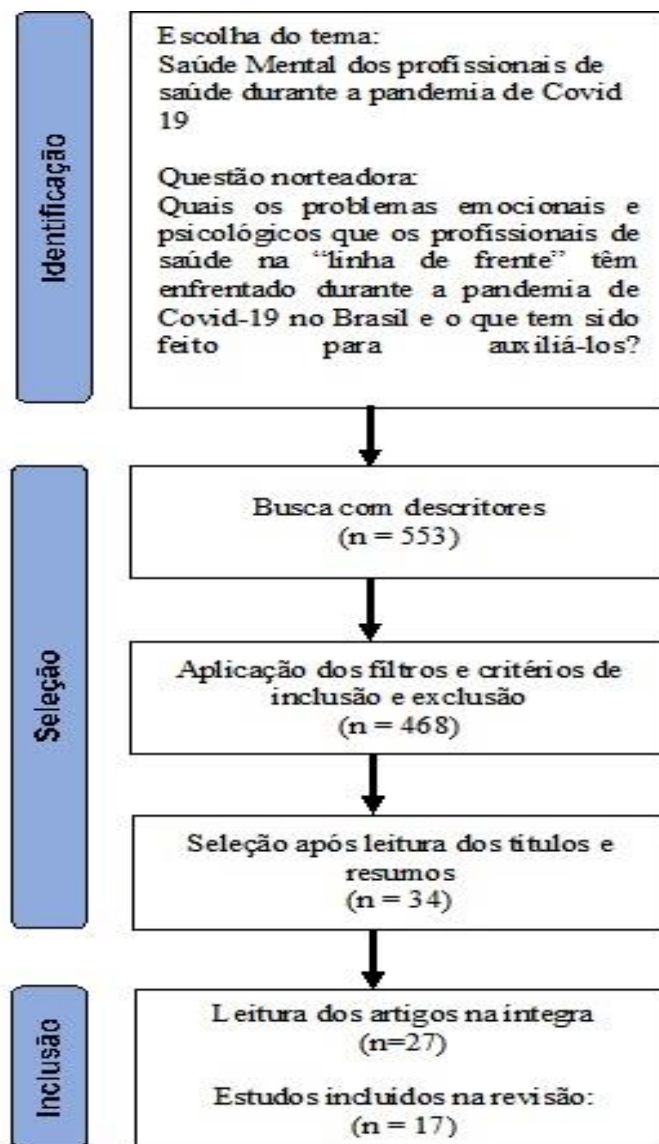 Identificação
Escolha do tema:
Saúde Mental dos profissionais de
saúde durante a pandemia de Covid
19
Questão norteadora:
Quais os problemas emocionais e
psicológicos que os profissionais de
saúde na “linha de frente” têm
enfrentado durante a pandemia de
Covid-19 no Brasil e o que tem sido
feito para auxiliá-los?
Seleção
Busca com descritores
(n = 553)
Aplicação dos filtros e critérios de
inclusão e exclusão
(n = 468)
Seleção após leitura dos títulos e
resumos
(n = 34)
Inclusão
Leitura dos artigos na integra
(n=27)
Estudos incluídos na revisão:
(n = 17)